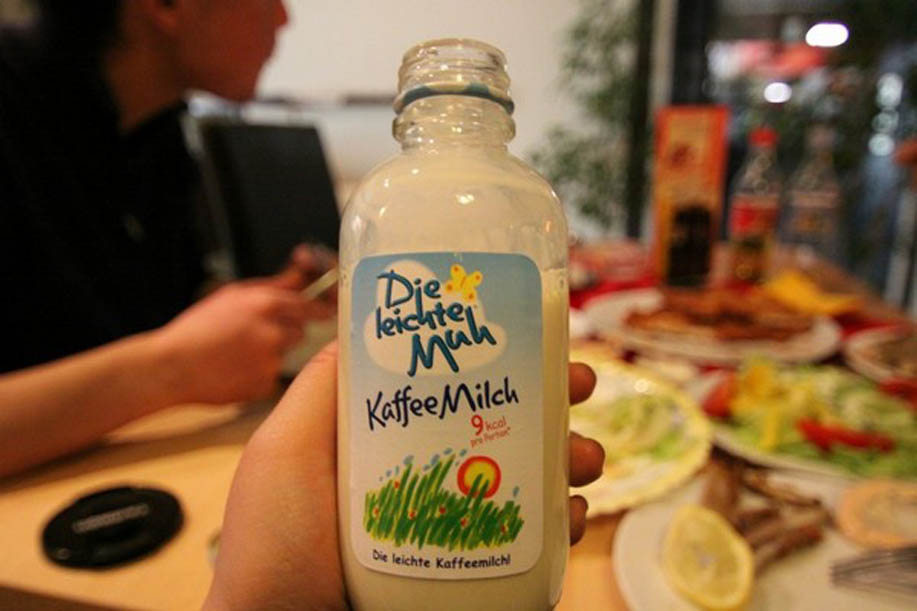 Die
leichte
Muh
KaffeeMilch
9 kcal
pro Portion*
Die leichte Kaffeemilch!